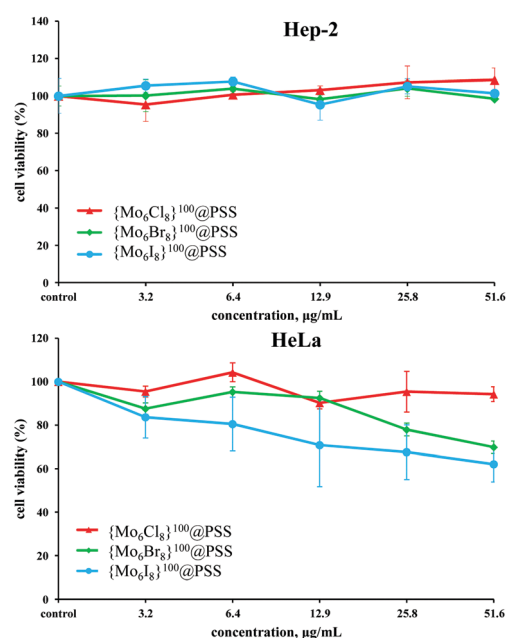 Hep-2
140
120
100
80
60
40
20
0
cell viability (%)
{Mo₆Cl₈}¹⁰⁰@PSS
{Mo₆Br₈}¹⁰⁰@PSS
{Mo₆I₈}¹⁰⁰@PSS
control 3.2 6.4 12.9 25.8 51.6
concentration, µg/mL
HeLa
120
100
80
60
40
20
0
cell viability (%)
{Mo₆Cl₈}¹⁰⁰@PSS
{Mo₆Br₈}¹⁰⁰@PSS
{Mo₆I₈}¹⁰⁰@PSS
control 3.2 6.4 12.9 25.8 51.6
concentration, µg/mL